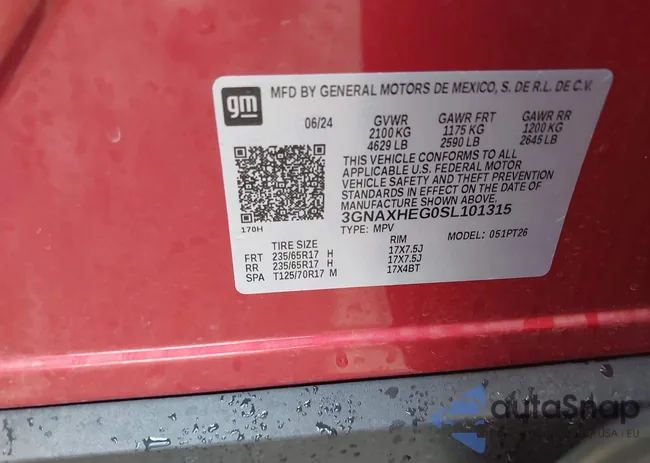 gm
MFD BY GENERAL MOTORS DE MEXICO, S. DE R.L. DE C.V.
06/24 GVWR GAWR FRT GAWR RR
2100 KG 1175 KG 1200 KG
4629 LB 2590 LB 2645 LB
THIS VEHICLE CONFORMS TO ALL
APPLICABLE U.S. FEDERAL MOTOR
VEHICLE SAFETY AND THEFT PREVENTION
STANDARDS IN EFFECT ON THE DATE OF
MANUFACTURE SHOWN ABOVE.
3GNAXHEG0SL101315
170H
TYPE: MPV MODEL: 051PT26
TIRE SIZE RIM
FRT 235/65R17 H 17X7.5J
RR 235/65R17 H 17X7.5J
SPA T125/70R17 M 17X4BT
autaSnap
USA - EU